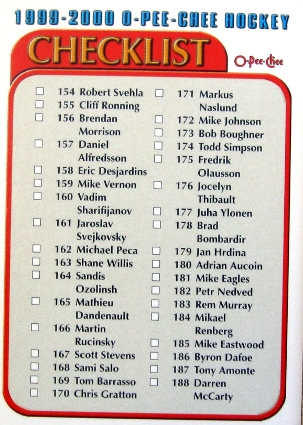 1999-2000 O-PEE-CHEE HOCKEY
CHECKLIST
O-Pee-Chee
154 Robert Svehla
155 Cliff Ronning
156 Brendan
Morrison
157 Daniel
Alfredsson
158 Eric Desjardins
159 Mike Vernon
160 Vadim
Sharifijanov
161 Jaroslav
Svejkovsky
162 Michael Peca
163 Shane Willis
164 Sandis
Ozolinsh
165 Mathieu
Dandenault
166 Martin
Rucinsky
167 Scott Stevens
168 Sami Salo
169 Tom Barrasso
170 Chris Gratton
171 Markus
Naslund
172 Mike Johnson
173 Bob Boughner
174 Todd Simpson
175 Fredrik
Olausson
176 Jocelyn
Thibault
177 Juha Ylonen
178 Brad
Bombardir
179 Jan Hrdina
180 Adrian Aucoin
181 Mike Eagles
182 Petr Nedved
183 Rem Murray
184 Mikael
Renberg
185 Mike Eastwood
186 Byron Dafoe
187 Tony Amonte
188 Darren
McCarty